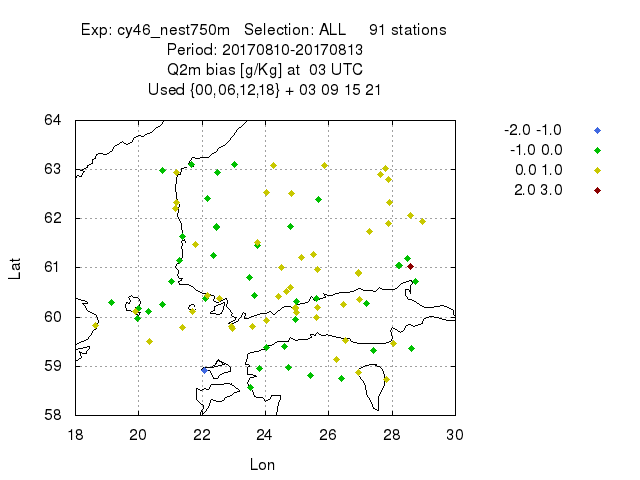 Exp: cy46_nest750m   Selection: ALL     91 stations
Period: 20170810-20170813
Q2m bias [g/Kg] at  03 UTC
Used {00,06,12,18} + 03 09 15 21
64
63
62
61
60
59
58
18 20 22 24 26 28 30
Lat
Lon
-2.0 -1.0
-1.0 0.0
0.0 1.0
2.0 3.0